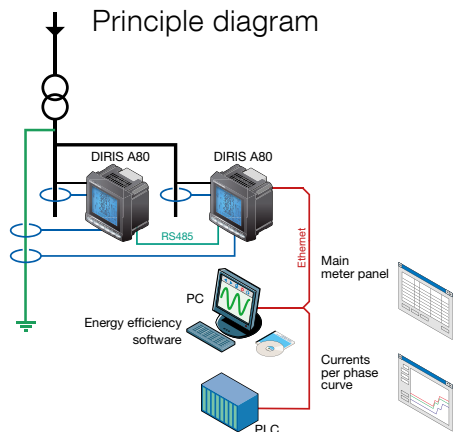 Principle diagram
DIRIS A80
DIRIS A80
RS485
Ethernet
Main
meter panel
PC
Energy efficiency
software
Currents
per phase
curve
PLC